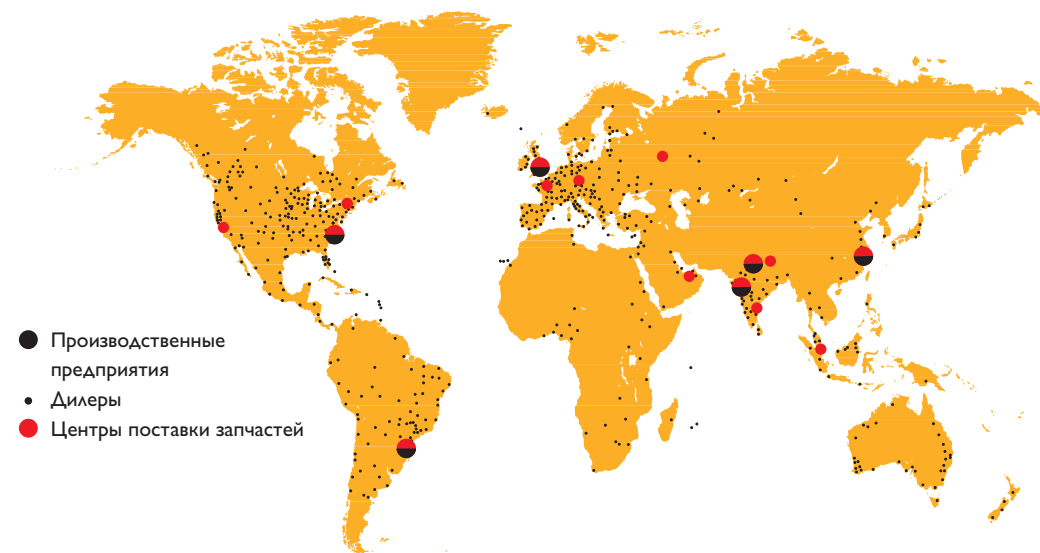 Производственные
предприятия
Дилеры
Центры поставки запчастей